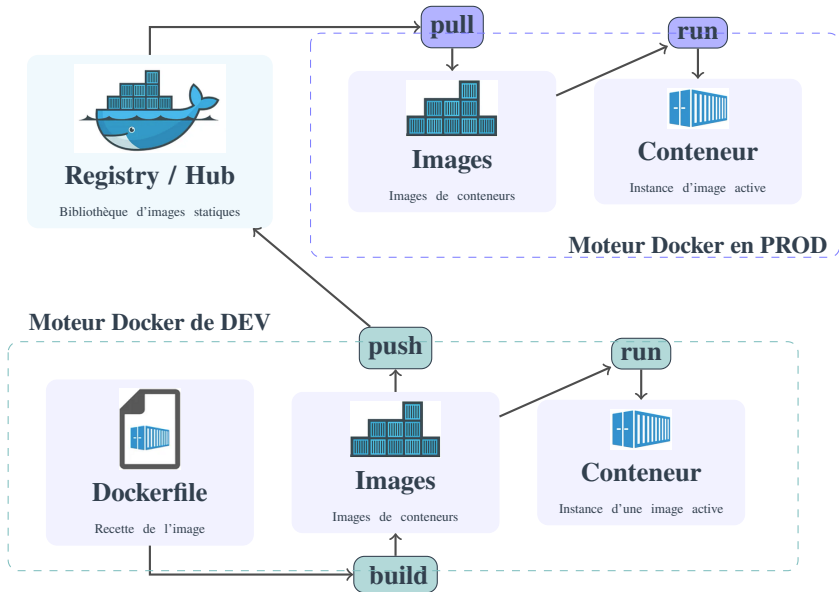 pull
run
Images
Images de conteneurs
Conteneur
Instance d'image active
Registry / Hub
Bibliothèque d'images statiques
Moteur Docker en PROD
Moteur Docker de DEV
push
run
Dockerfile
Recette de l'image
Images
Images de conteneurs
Conteneur
Instance d'une image active
build